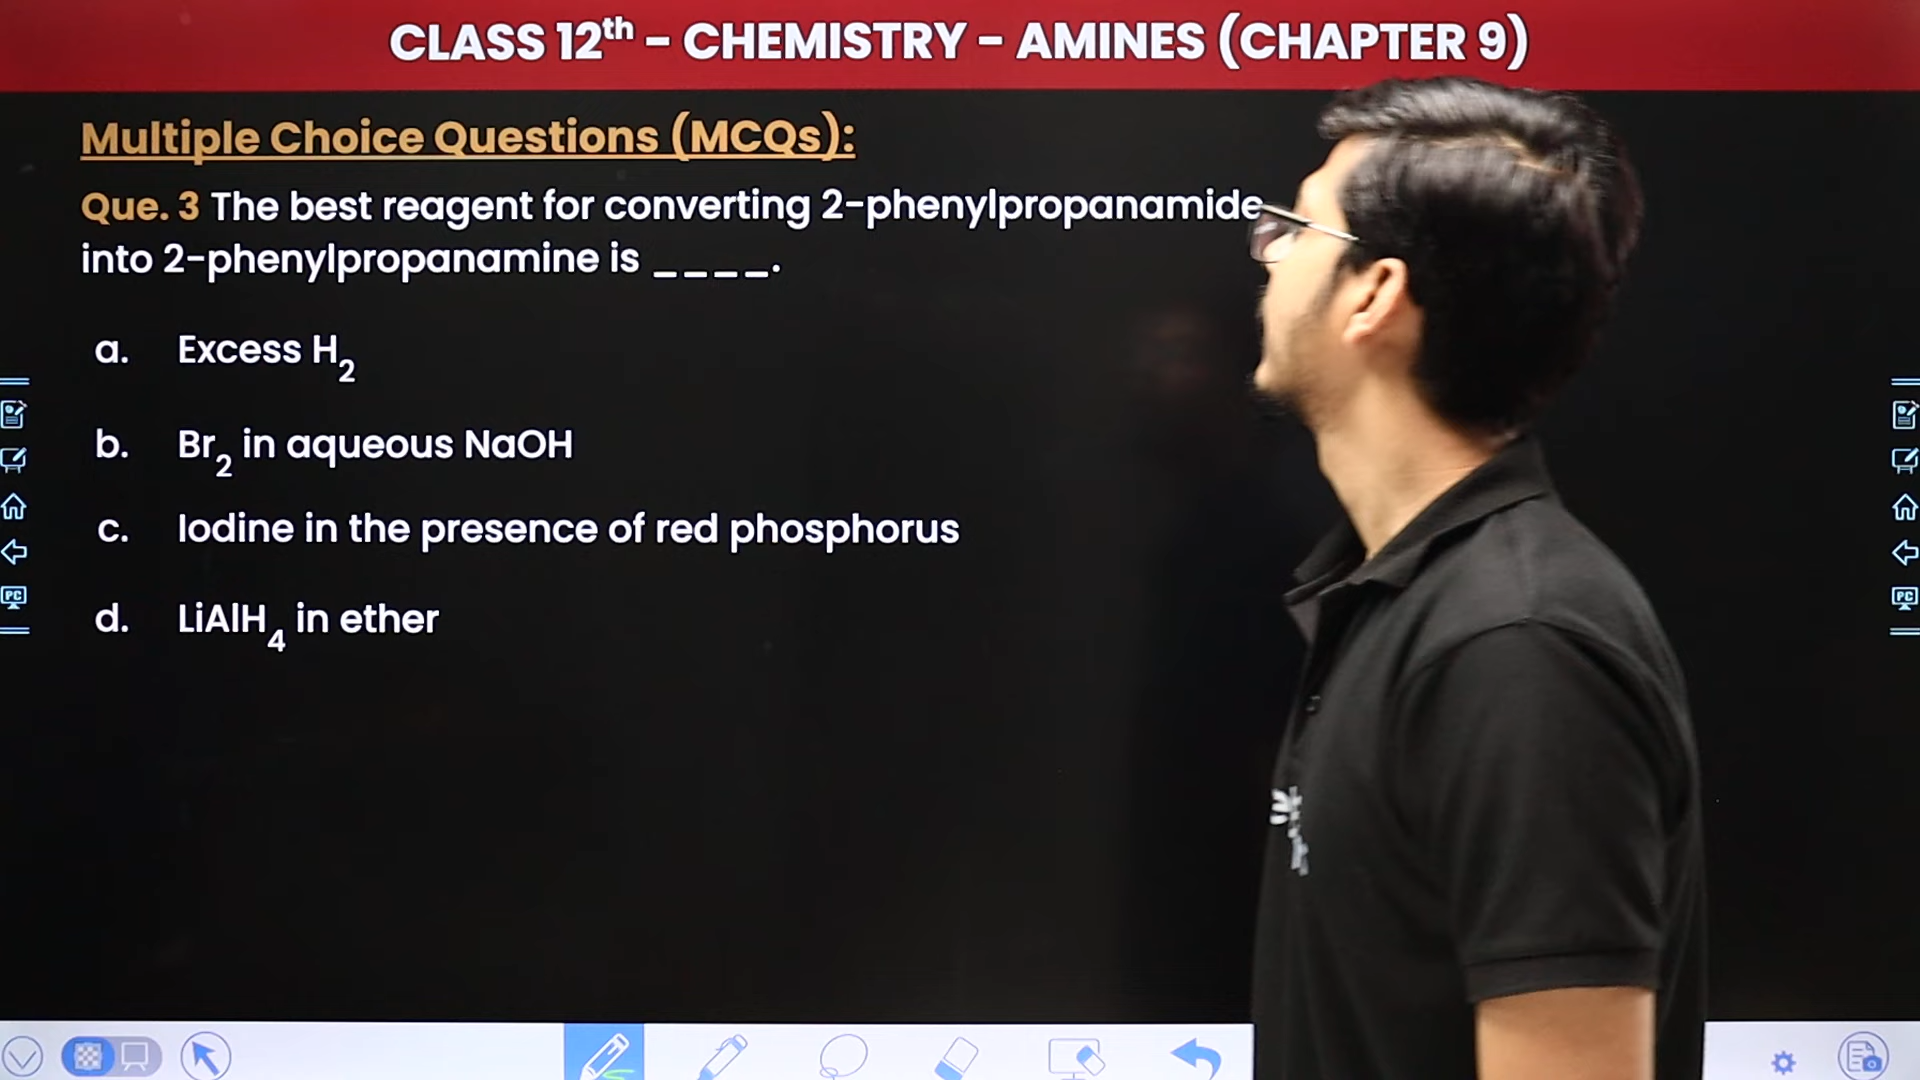 CLASS 12th - CHEMISTRY - AMINES (CHAPTER 9)
Multiple Choice Questions (MCQs):
Que. 3 The best reagent for converting 2-phenylpropanamide
into 2-phenylpropanamine is ____.
a. Excess H2
b. Br2 in aqueous NaOH
c. Iodine in the presence of red phosphorus
d. LiAlH4 in ether
PC
PC